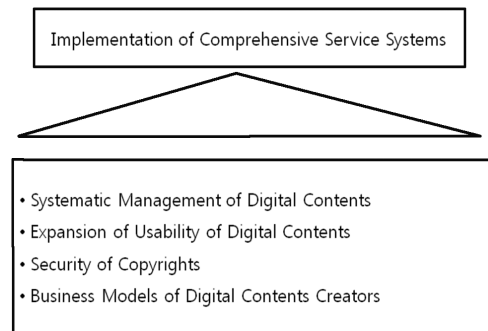 Implementation of Comprehensive Service Systems
• Systematic Management of Digital Contents
• Expansion of Usability of Digital Contents
• Security of Copyrights
• Business Models of Digital Contents Creators